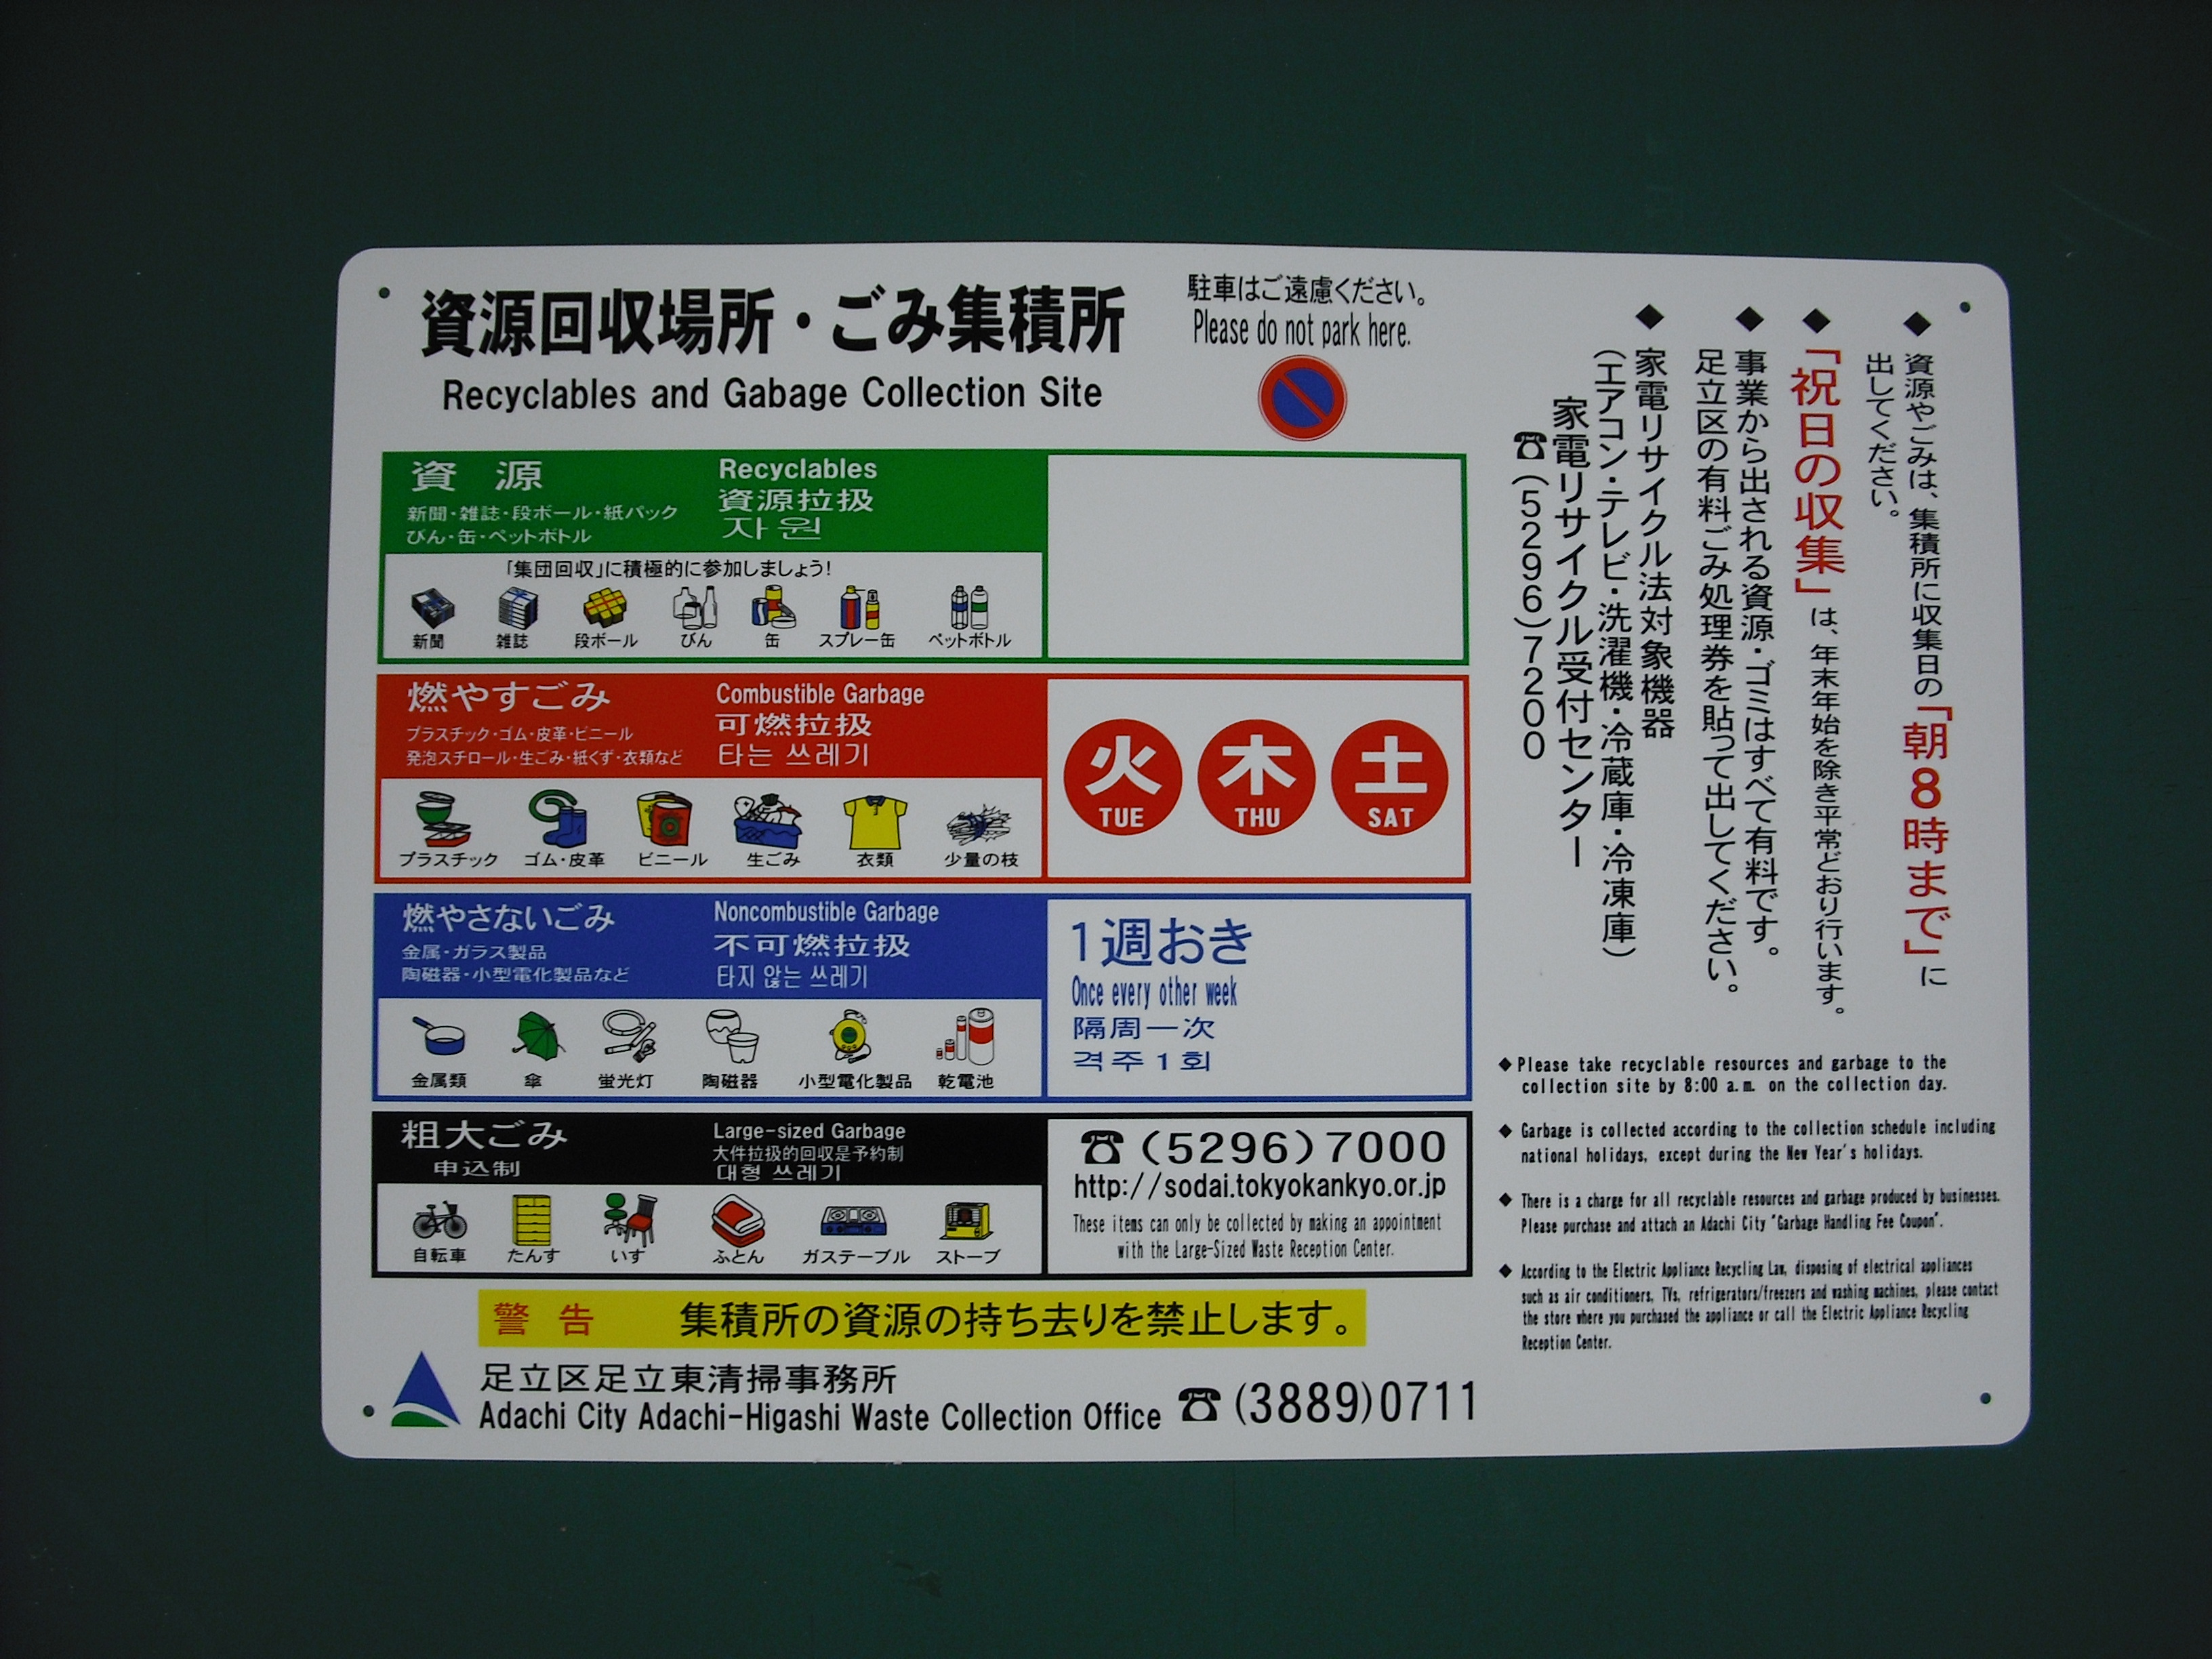 資源回収場所・ごみ集積所
Recyclables and Gabage Collection Site
駐車はご遠慮ください。
Please do not park here.
資 源
新聞・雑誌・段ボール・紙パック
びん・缶・ペットボトル
Recyclables
資源拉圾
자 원
「集団回収」に積極的に参加しましょう!
新聞 雑誌 段ボール びん 缶 スプレー缶 ペットボトル
燃やすごみ
プラスチック・ゴム・皮革・ビニール
発泡スチロール・生ごみ・紙くず・衣類など
Combustible Garbage
可燃拉圾
타는 쓰레기
プラスチック ゴム・皮革 ビニール 生ごみ 衣類 少量の枝
火 木 土
TUE THU SAT
燃やさないごみ
金属・ガラス製品
陶磁器・小型電化製品など
Noncombustible Garbage
不可燃拉圾
타지 않는 쓰레기
金属類 傘 蛍光灯 陶磁器 小型電化製品 乾電池
1週おき
Once every other week
隔周一次
격주1회
粗大ごみ
申込制
Large-sized Garbage
大件拉圾的回収是予約制
대형 쓰레기
自転車 たんす いす ふとん ガステーブル ストーブ
☎(5296)7000
http://sodai.tokyokankyo.or.jp
These items can only be collected by making an appointment
with the Large-Sized Waste Reception Center.
警 告 集積所の資源の持ち去りを禁止します。
足立区足立東清掃事務所
Adachi City Adachi-Higashi Waste Collection Office ☎(3889)0711
◆資源やごみは、集積所に収集日の「朝8時まで」に
出してください。
◆「祝日の収集」は、年末年始を除き平常どおり行います。
◆事業から出される資源・ゴミはすべて有料です。
足立区の有料ごみ処理券を貼って出してください。
◆家電リサイクル法対象機器
(エアコン・テレビ・洗濯機・冷蔵庫・冷凍庫)
家電リサイクル受付センター
☎(5296)7200
◆Please take recyclable resources and garbage to the
collection site by 8:00 a.m. on the collection day.
◆ Garbage is collected according to the collection schedule including
national holidays, except during the New Year's holidays.
◆ There is a charge for all recyclable resources and garbage produced by businesses.
Please purchase and attach an Adachi City "Garbage Handling Fee Coupon".
◆ According to the Electric Appliance Recycling Law, disposing of electrical appliances
such as air conditioners, TVs, refrigerators/freezers and washing machines, please contact
the store where you purchased the appliance or call the Electric Appliance Recycling
Reception Center.